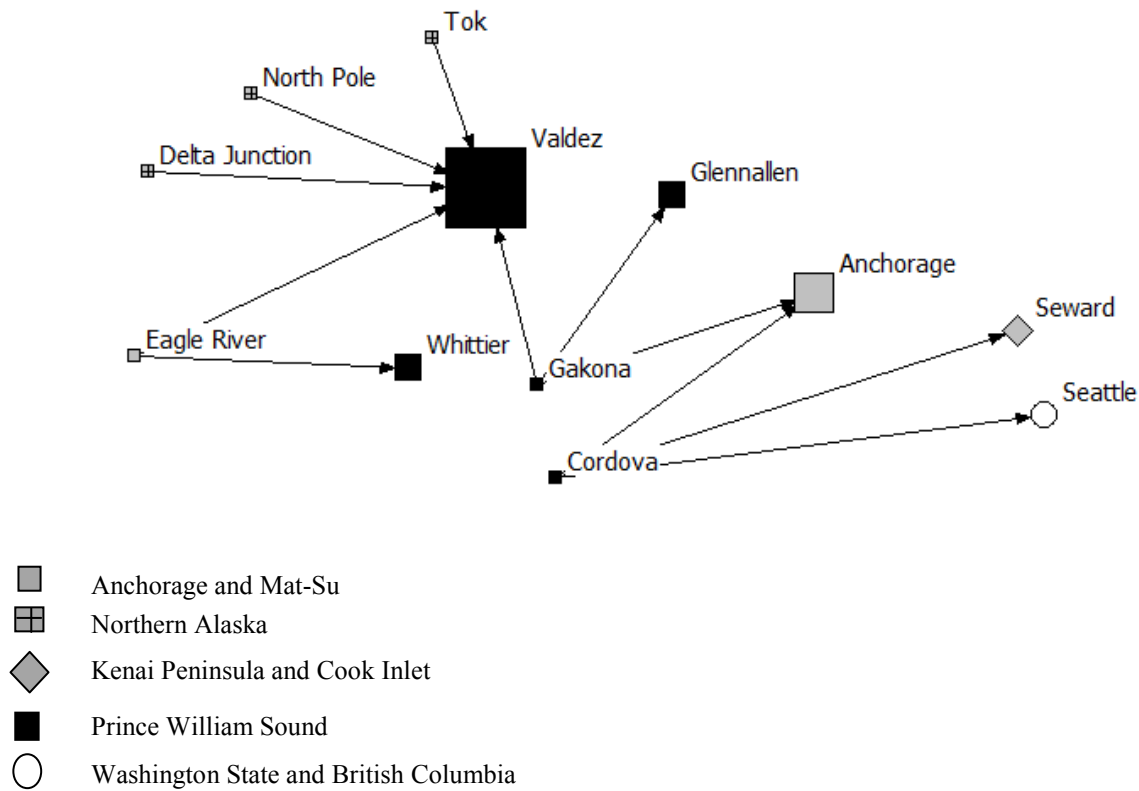 Tok
North Pole
Valdez
Delta Junction
Glennallen
Anchorage
Seward
Eagle River
Whittier
Gakona
Seattle
Cordova
Anchorage and Mat-Su
Northern Alaska
Kenai Peninsula and Cook Inlet
Prince William Sound
Washington State and British Columbia